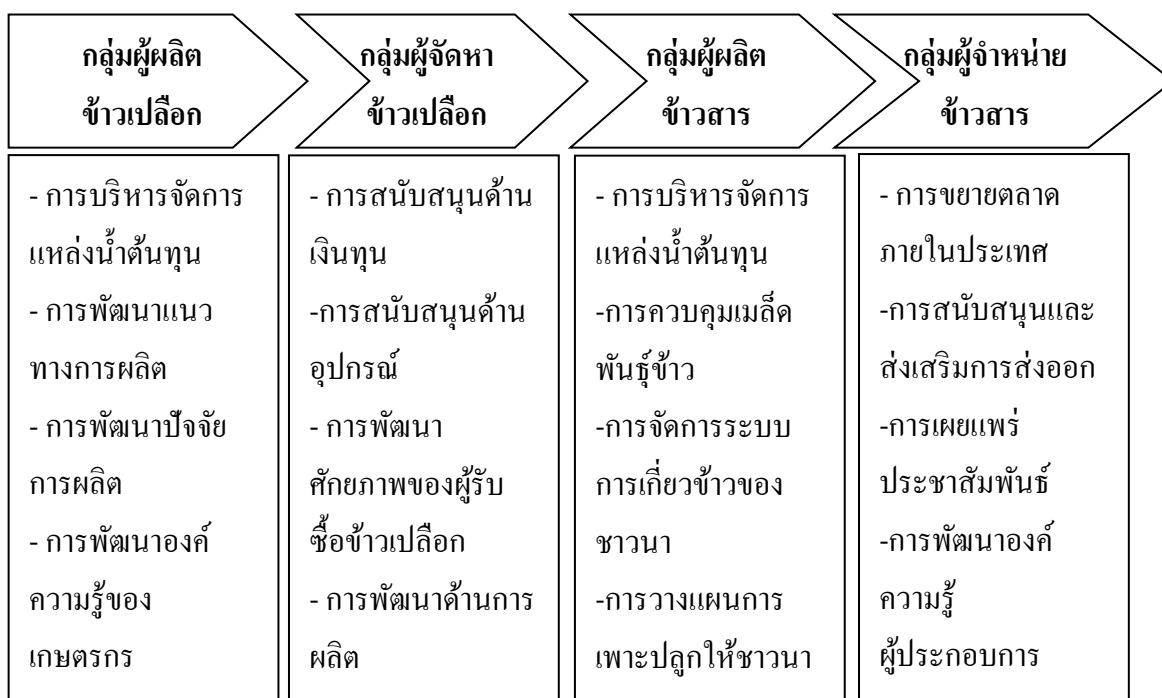 กลุ่มผู้ผลิต
ข้าวเปลือก
กลุ่มผู้จัดหา
ข้าวเปลือก
กลุ่มผู้ผลิต
ข้าวสาร
กลุ่มผู้จำหน่าย
ข้าวสาร
- การบริหารจัดการ
แหล่งน้ำต้นทุน
- การพัฒนาแนว
ทางการผลิต
- การพัฒนาปัจจัย
การผลิต
- การพัฒนาองค์
ความรู้ของ
เกษตรกร
- การสนับสนุนด้าน
เงินทุน
-การสนับสนุนด้าน
อุปกรณ์
- การพัฒนา
ศักยภาพของผู้รับ
ซื้อข้าวเปลือก
- การพัฒนาด้านการ
ผลิต
- การบริหารจัดการ
แหล่งน้ำต้นทุน
-การควบคุมเมล็ด
พันธุ์ข้าว
-การจัดการระบบ
การเกี่ยวข้าวของ
ชาวนา
-การวางแผนการ
เพาะปลูกให้ชาวนา
- การขยายตลาด
ภายในประเทศ
-การสนับสนุนและ
ส่งเสริมการส่งออก
-การเผยแพร่
ประชาสัมพันธ์
-การพัฒนาองค์
ความรู้
ผู้ประกอบการ